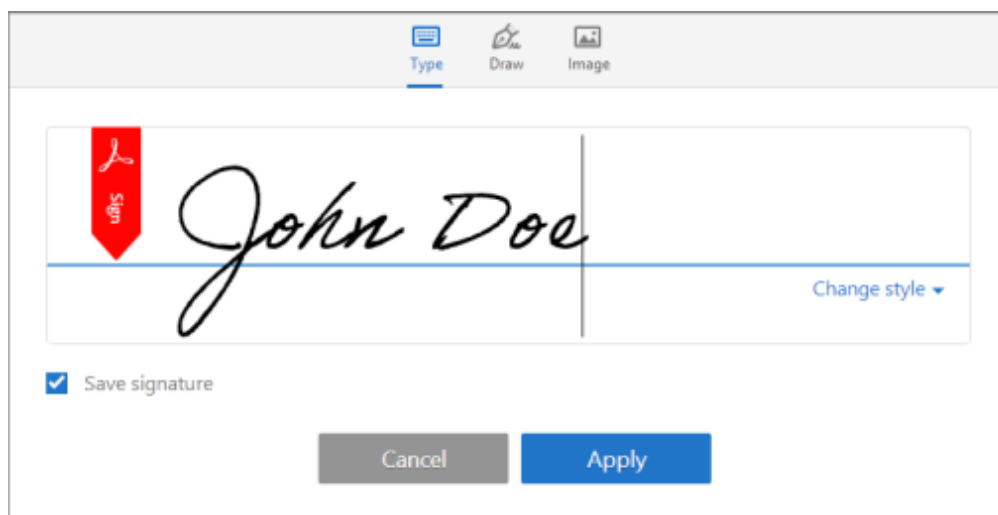 Type Draw Image
Sign
John Doe
Change style
Save signature
Cancel Apply